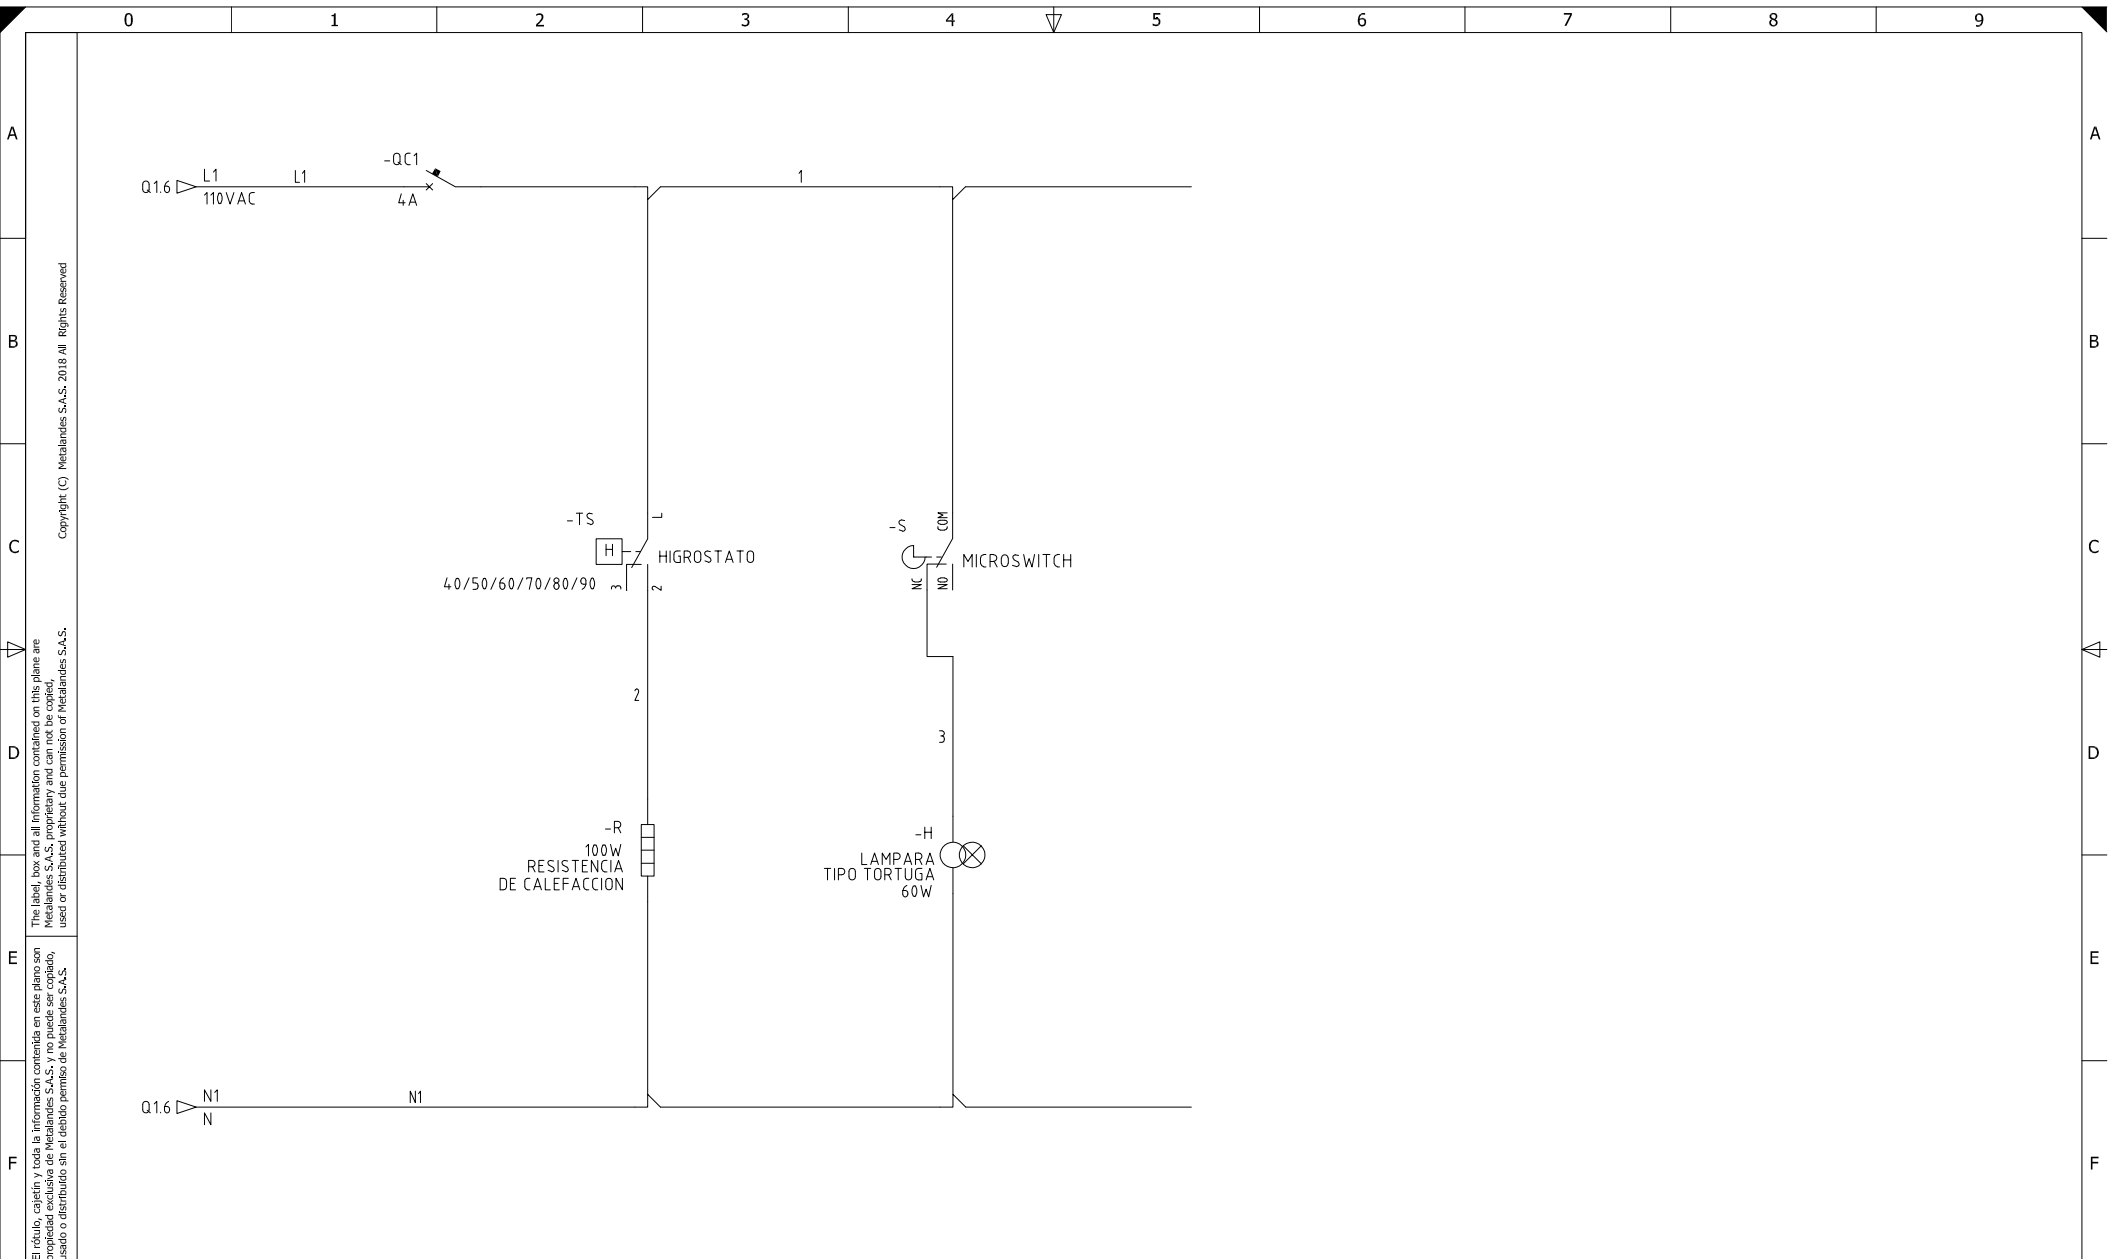 0 1 2 3 4 5 6 7 8 9
A A
-QC1
Q1.6 L1 L1 1
110VAC 4A
B B
Copyright (C) Metalandes S.A.S. 2018 All Rights Reserved
-TS L
-S COM
C C
H HIGROSTATO
MICROSWITCH
40/50/60/70/80/90 3 2
NC NO
The label, box and all information contained on this plane are
Metalandes S.A.S. proprietary and can not be copied,
used or distributed without due permission of Metalandes S.A.S.
2
3
D D
-R
100W
RESISTENCIA
DE CALEFACCION
-H
LAMPARA
TIPO TORTUGA
60W
E E
El rótulo, cajetín y toda la información contenida en este plano son
propiedad exclusiva de Metalandes S.A.S. y no puede ser copiado,
usado o distribuido sin el debido permiso de Metalandes S.A.S.
Q1.6 N1 N1
N
F F